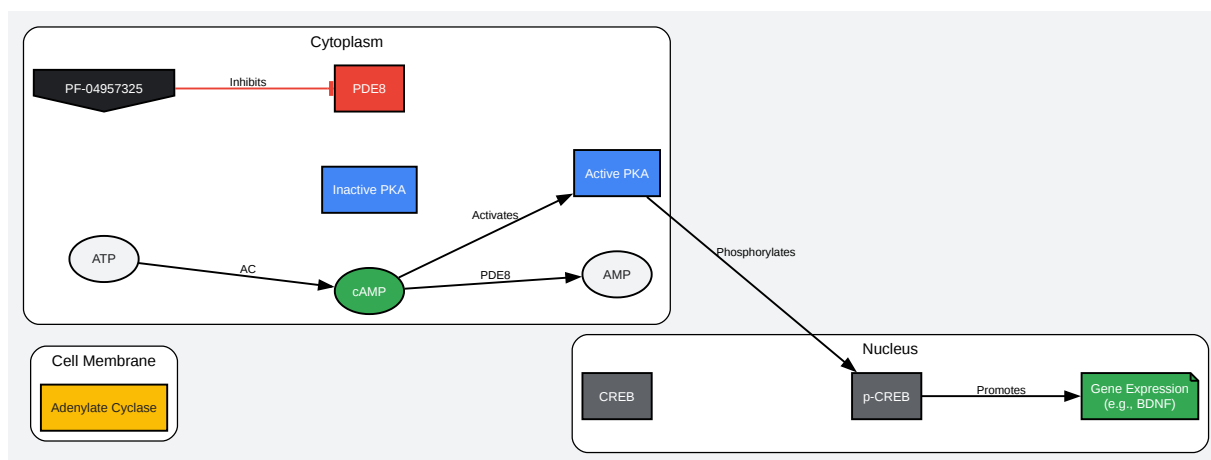 Cytoplasm
PF-04957325
Inhibits
PDE8
Inactive PKA
Active PKA
Activates
ATP
AC
cAMP
PDE8
AMP
Phosphorylates
Cell Membrane
Adenylate Cyclase
Nucleus
CREB
p-CREB
Promotes
Gene Expression
(e.g., BDNF)